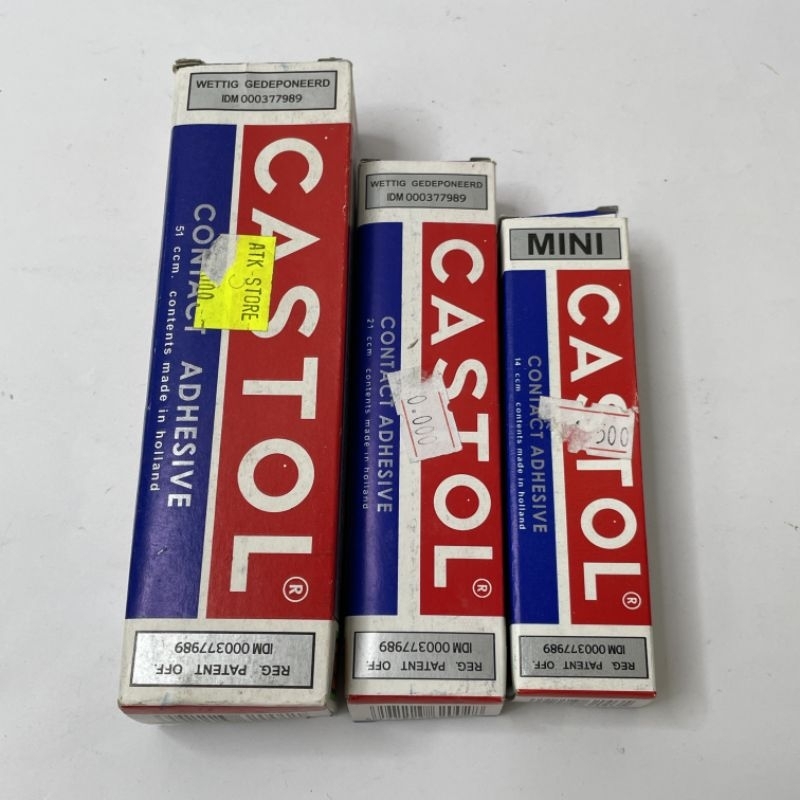 WETTIG GEDEPONEERD
IDM 000377989
CASTOL®
CONTACT ADHESIVE
51 ccm. contents made in holland
ATK-STORE
00
REG. PATENT OFF.
IDM 000377989
WETTIG GEDEPONEERD
IDM 000377989
CASTOL®
CONTACT ADHESIVE
21 ccm contents made in holland
0.000
REG. PATENT OFF.
IDM 000377989
MINI
CASTOL®
CONTACT ADHESIVE
14 ccm. contents made in holland
500
REG. PATENT OFF.
IDM 000377989